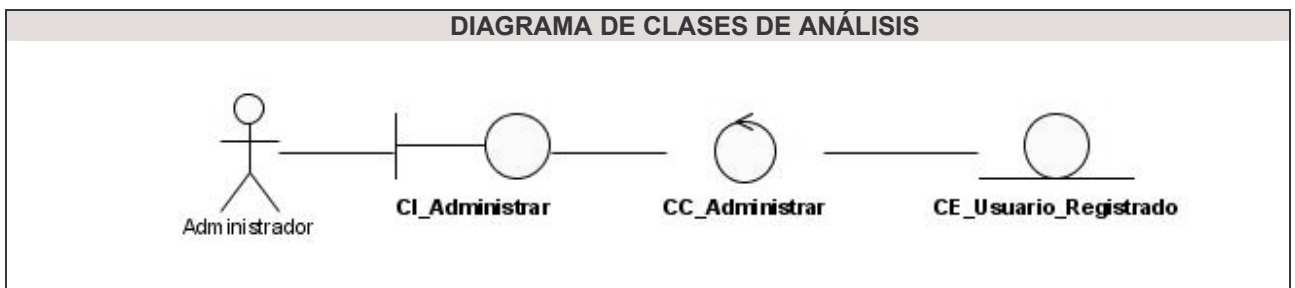 DIAGRAMA DE CLASES DE ANÁLISIS
CI_Administrar CC_Administrar CE_Usuario_Registrado
Administrador